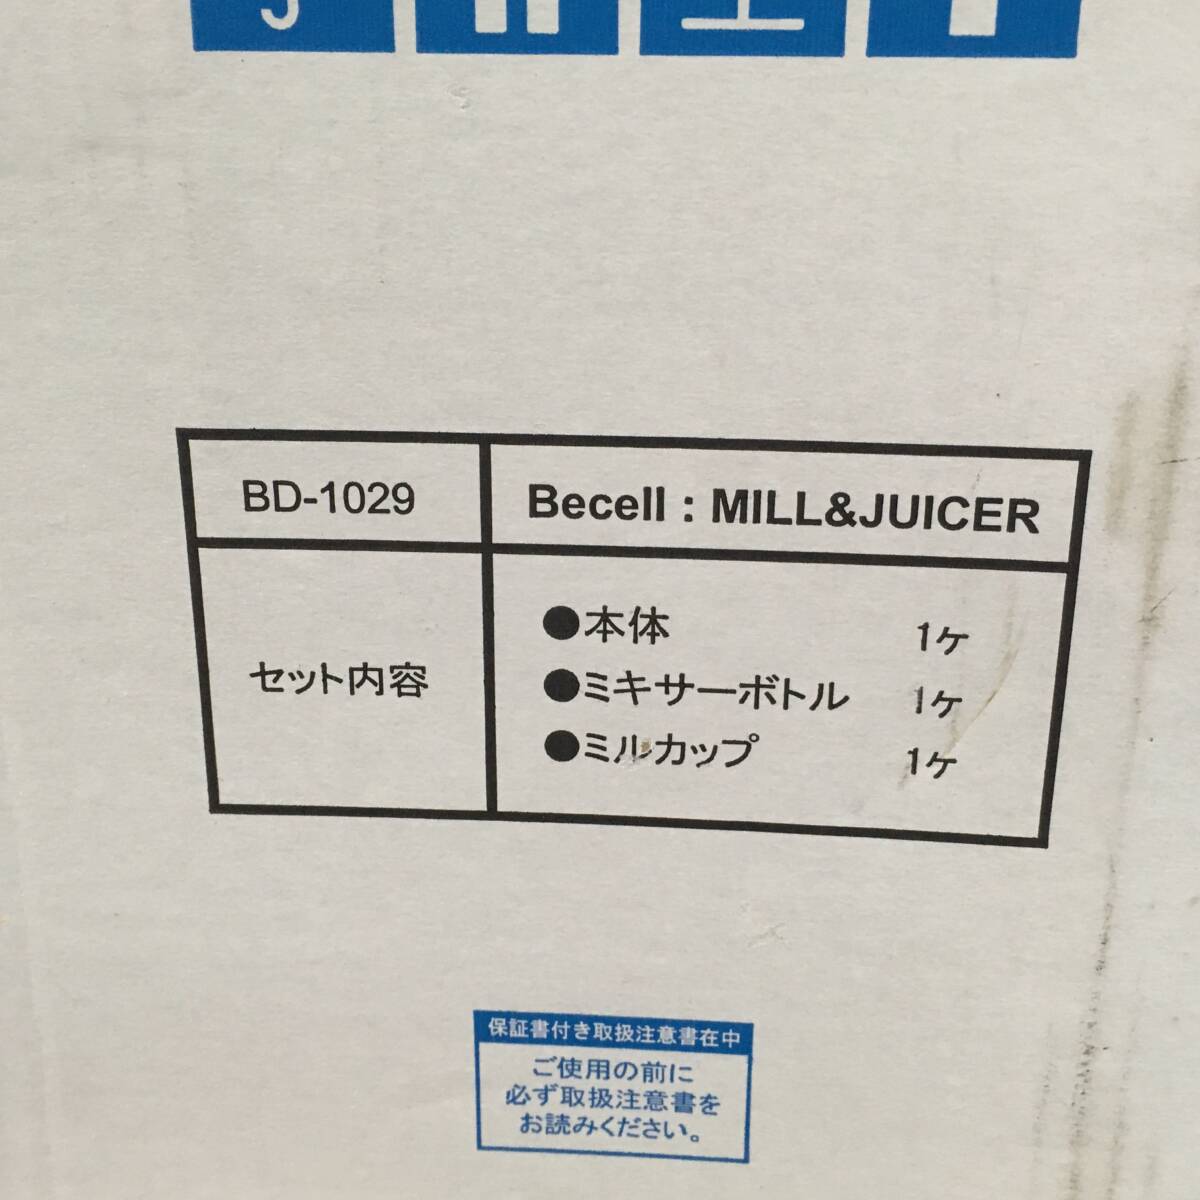 BD-1029
Becell : MILL&JUICER
セット内容
●本体 1ケ
●ミキサーボトル 1ケ
●ミルカップ 1ケ
保証書付き取扱注意書在中
ご使用の前に
必ず取扱注意書を
お読みください。